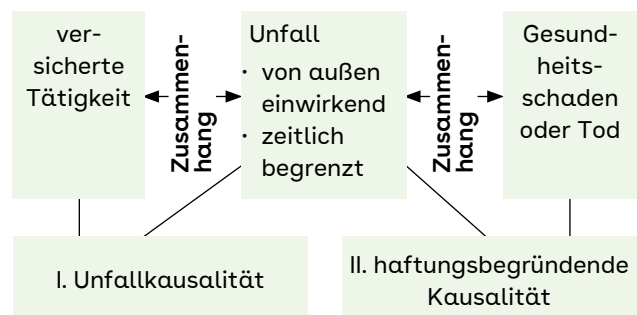 ver-
sicherte
Tätigkeit
Zusammen-
hang
Unfall
· von außen
einwirkend
· zeitlich
begrenzt
Zusammen-
hang
Gesund-
heits-
schaden
oder Tod
I. Unfallkausalität
II. haftungsbegründende
Kausalität